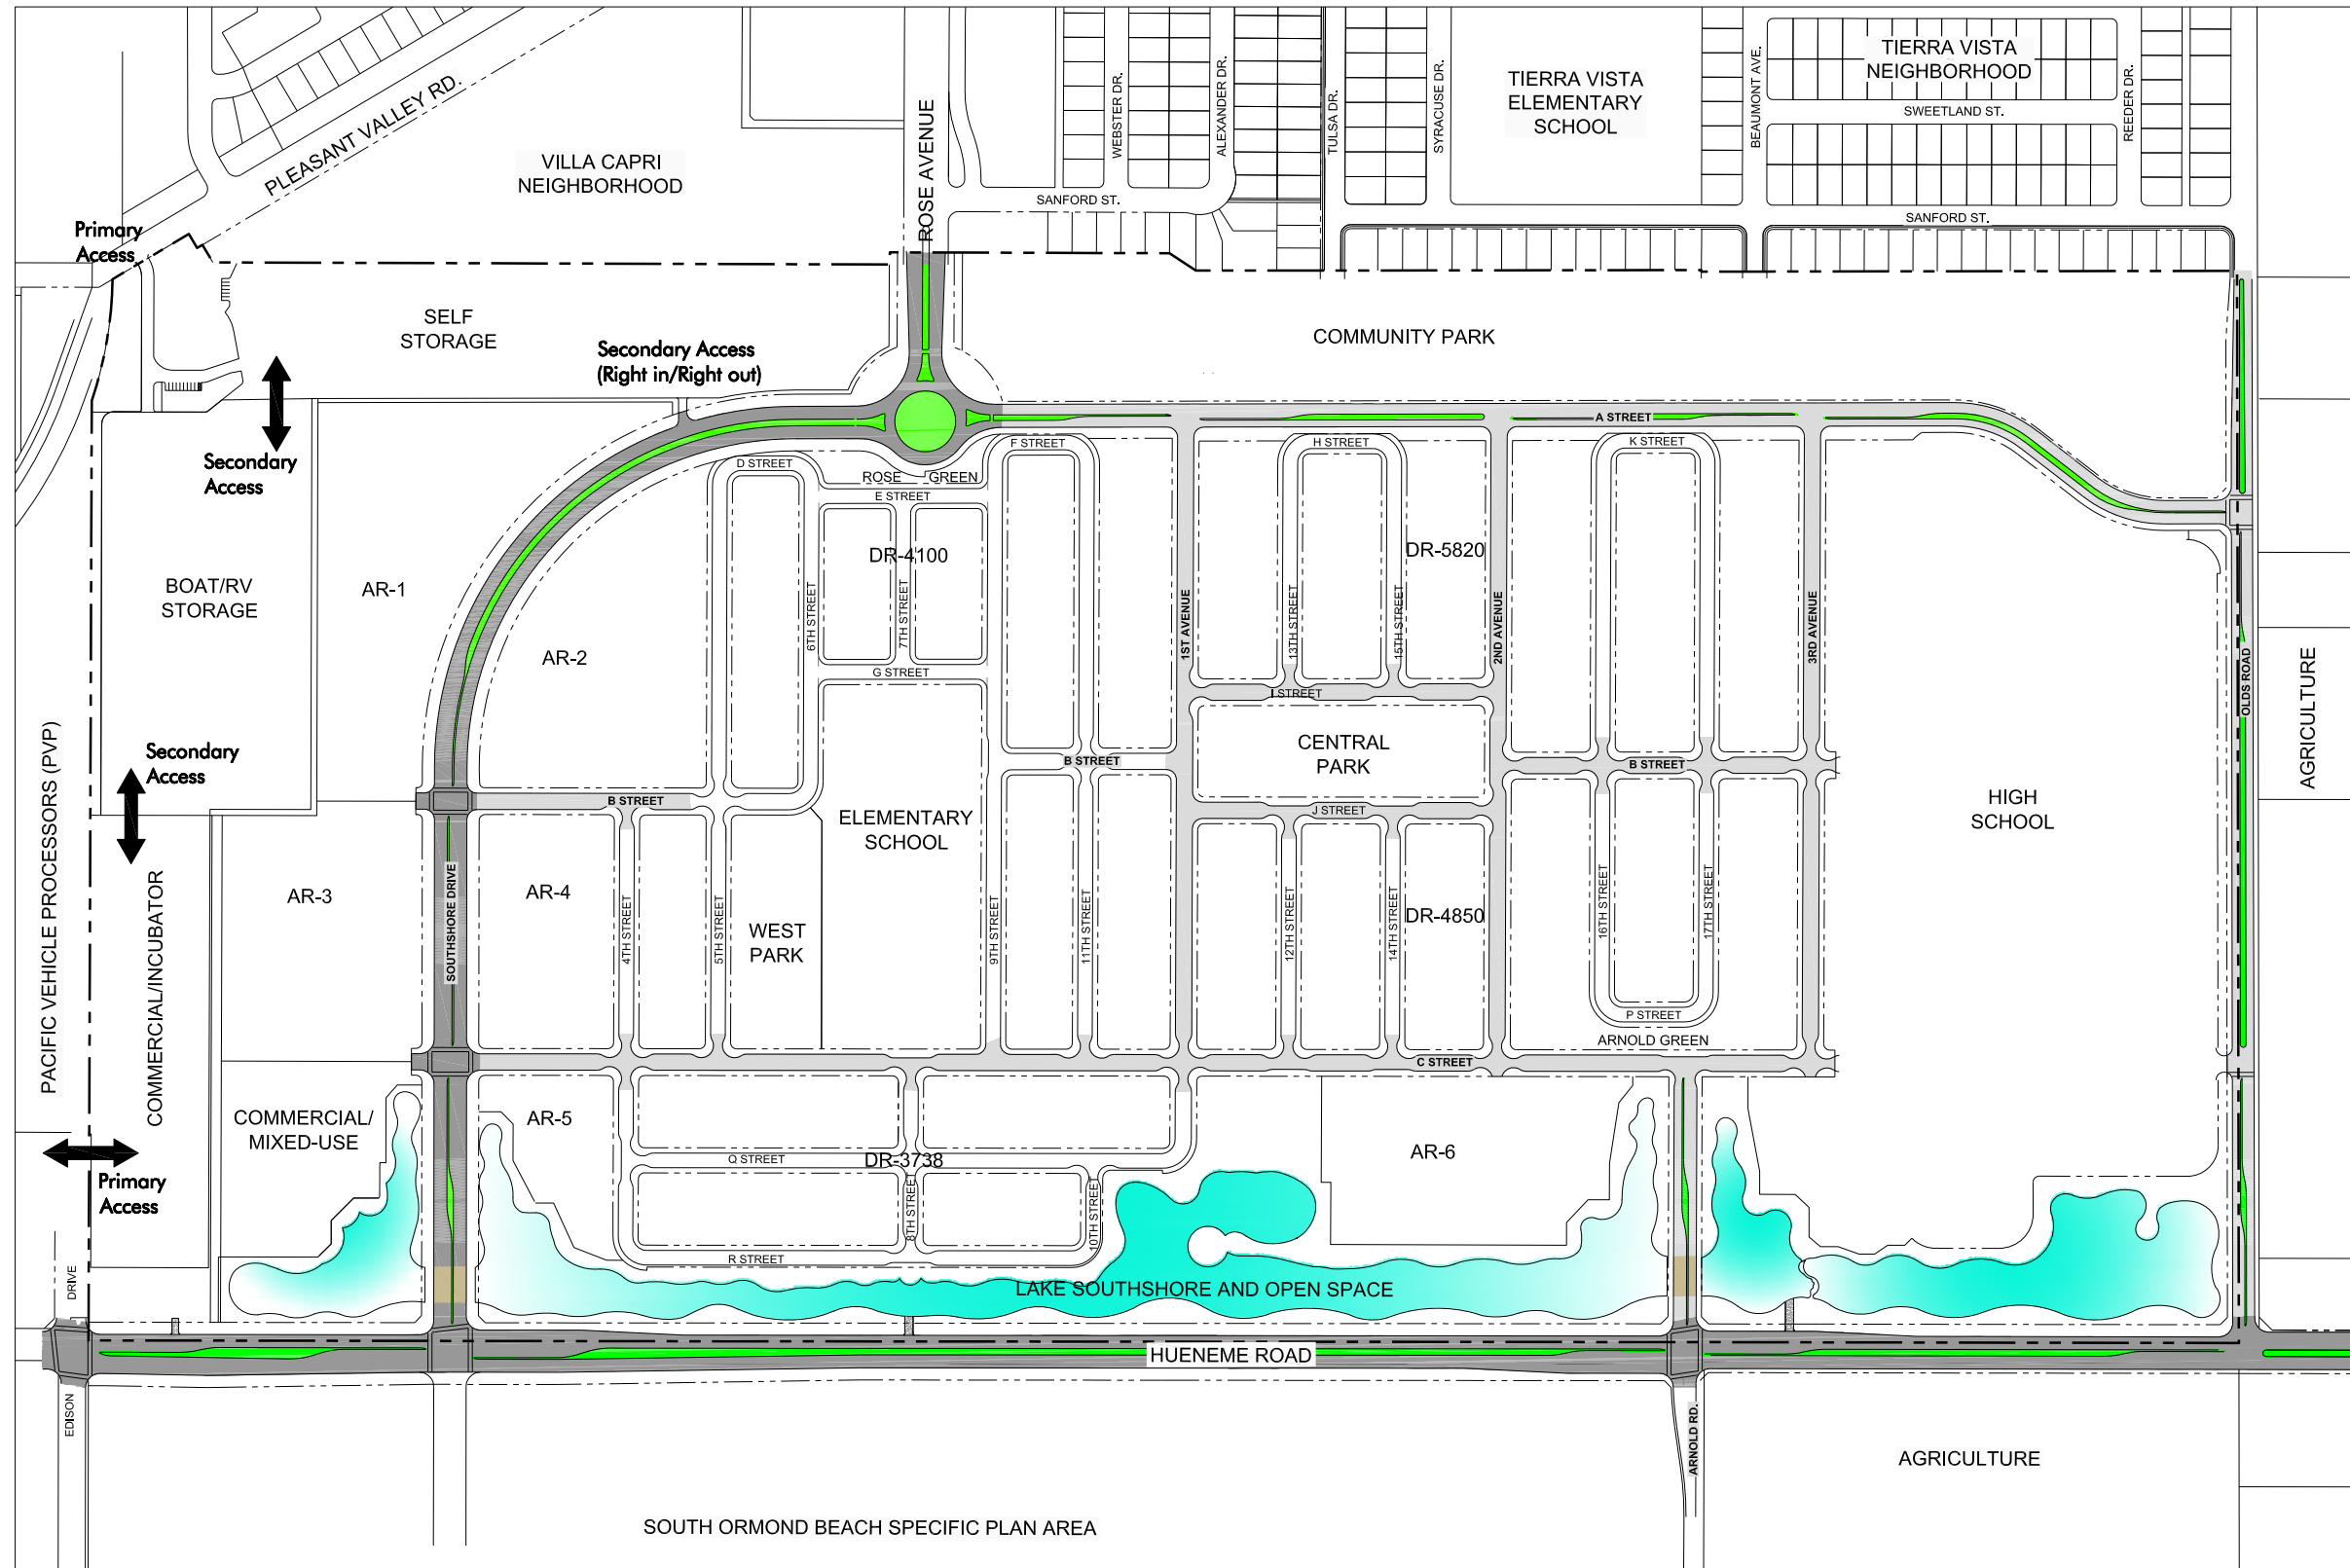 TIERRA VISTA
NEIGHBORHOOD
TIERRA VISTA
ELEMENTARY
SCHOOL
SWEETLAND ST.
WEBSTER DR.
ALEXANDER DR.
TULSA DR.
SYRACUSE DR.
BEAUMONT AVE.
REEDER DR.
PLEASANT VALLEY RD.
VILLA CAPRI
NEIGHBORHOOD
ROSE AVENUE
SANFORD ST.
SANFORD ST.
Primary
Access
SELF
STORAGE
COMMUNITY PARK
Secondary Access
(Right in/Right out)
A STREET
Secondary
Access
D STREET
F STREET
H STREET
K STREET
ROSE GREEN
E STREET
BOAT/RV
STORAGE
AR-1
AR-2
DR-4100
DR-5820
6TH STREET
7TH STREET
1ST AVENUE
13TH STREET
15TH STREET
2ND AVENUE
3RD AVENUE
OLDS ROAD
AGRICULTURE
G STREET
I STREET
CENTRAL
PARK
Secondary
Access
B STREET
B STREET
B STREET
J STREET
HIGH
SCHOOL
ELEMENTARY
SCHOOL
PACIFIC VEHICLE PROCESSORS (PVP)
COMMERCIAL/INCUBATOR
AR-3
SOUTHSHORE DRIVE
AR-4
4TH STREET
5TH STREET
WEST
PARK
9TH STREET
11TH STREET
12TH STREET
14TH STREET
DR-4850
16TH STREET
17TH STREET
P STREET
ARNOLD GREEN
C STREET
COMMERCIAL/
MIXED-USE
AR-5
Q STREET
DR-3738
AR-6
Primary
Access
8TH STREET
10TH STREET
R STREET
LAKE SOUTHSHORE AND OPEN SPACE
DRIVE
EDISON
HUENEME ROAD
ARNOLD RD.
AGRICULTURE
SOUTH ORMOND BEACH SPECIFIC PLAN AREA